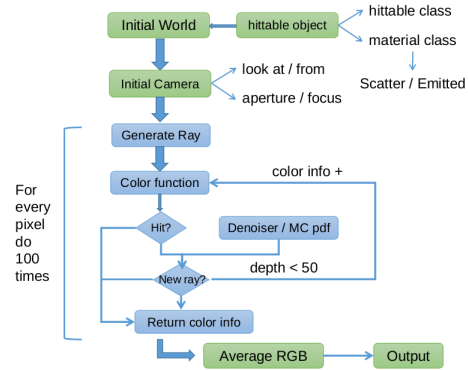 Initial World
hittable object
hittable class
material class
Scatter / Emitted
Initial Camera
look at / from
aperture / focus
For
every
pixel
do
100
times
Generate Ray
Color function
color info +
Hit?
Denoiser / MC pdf
New ray?
depth < 50
Return color info
Average RGB
Output